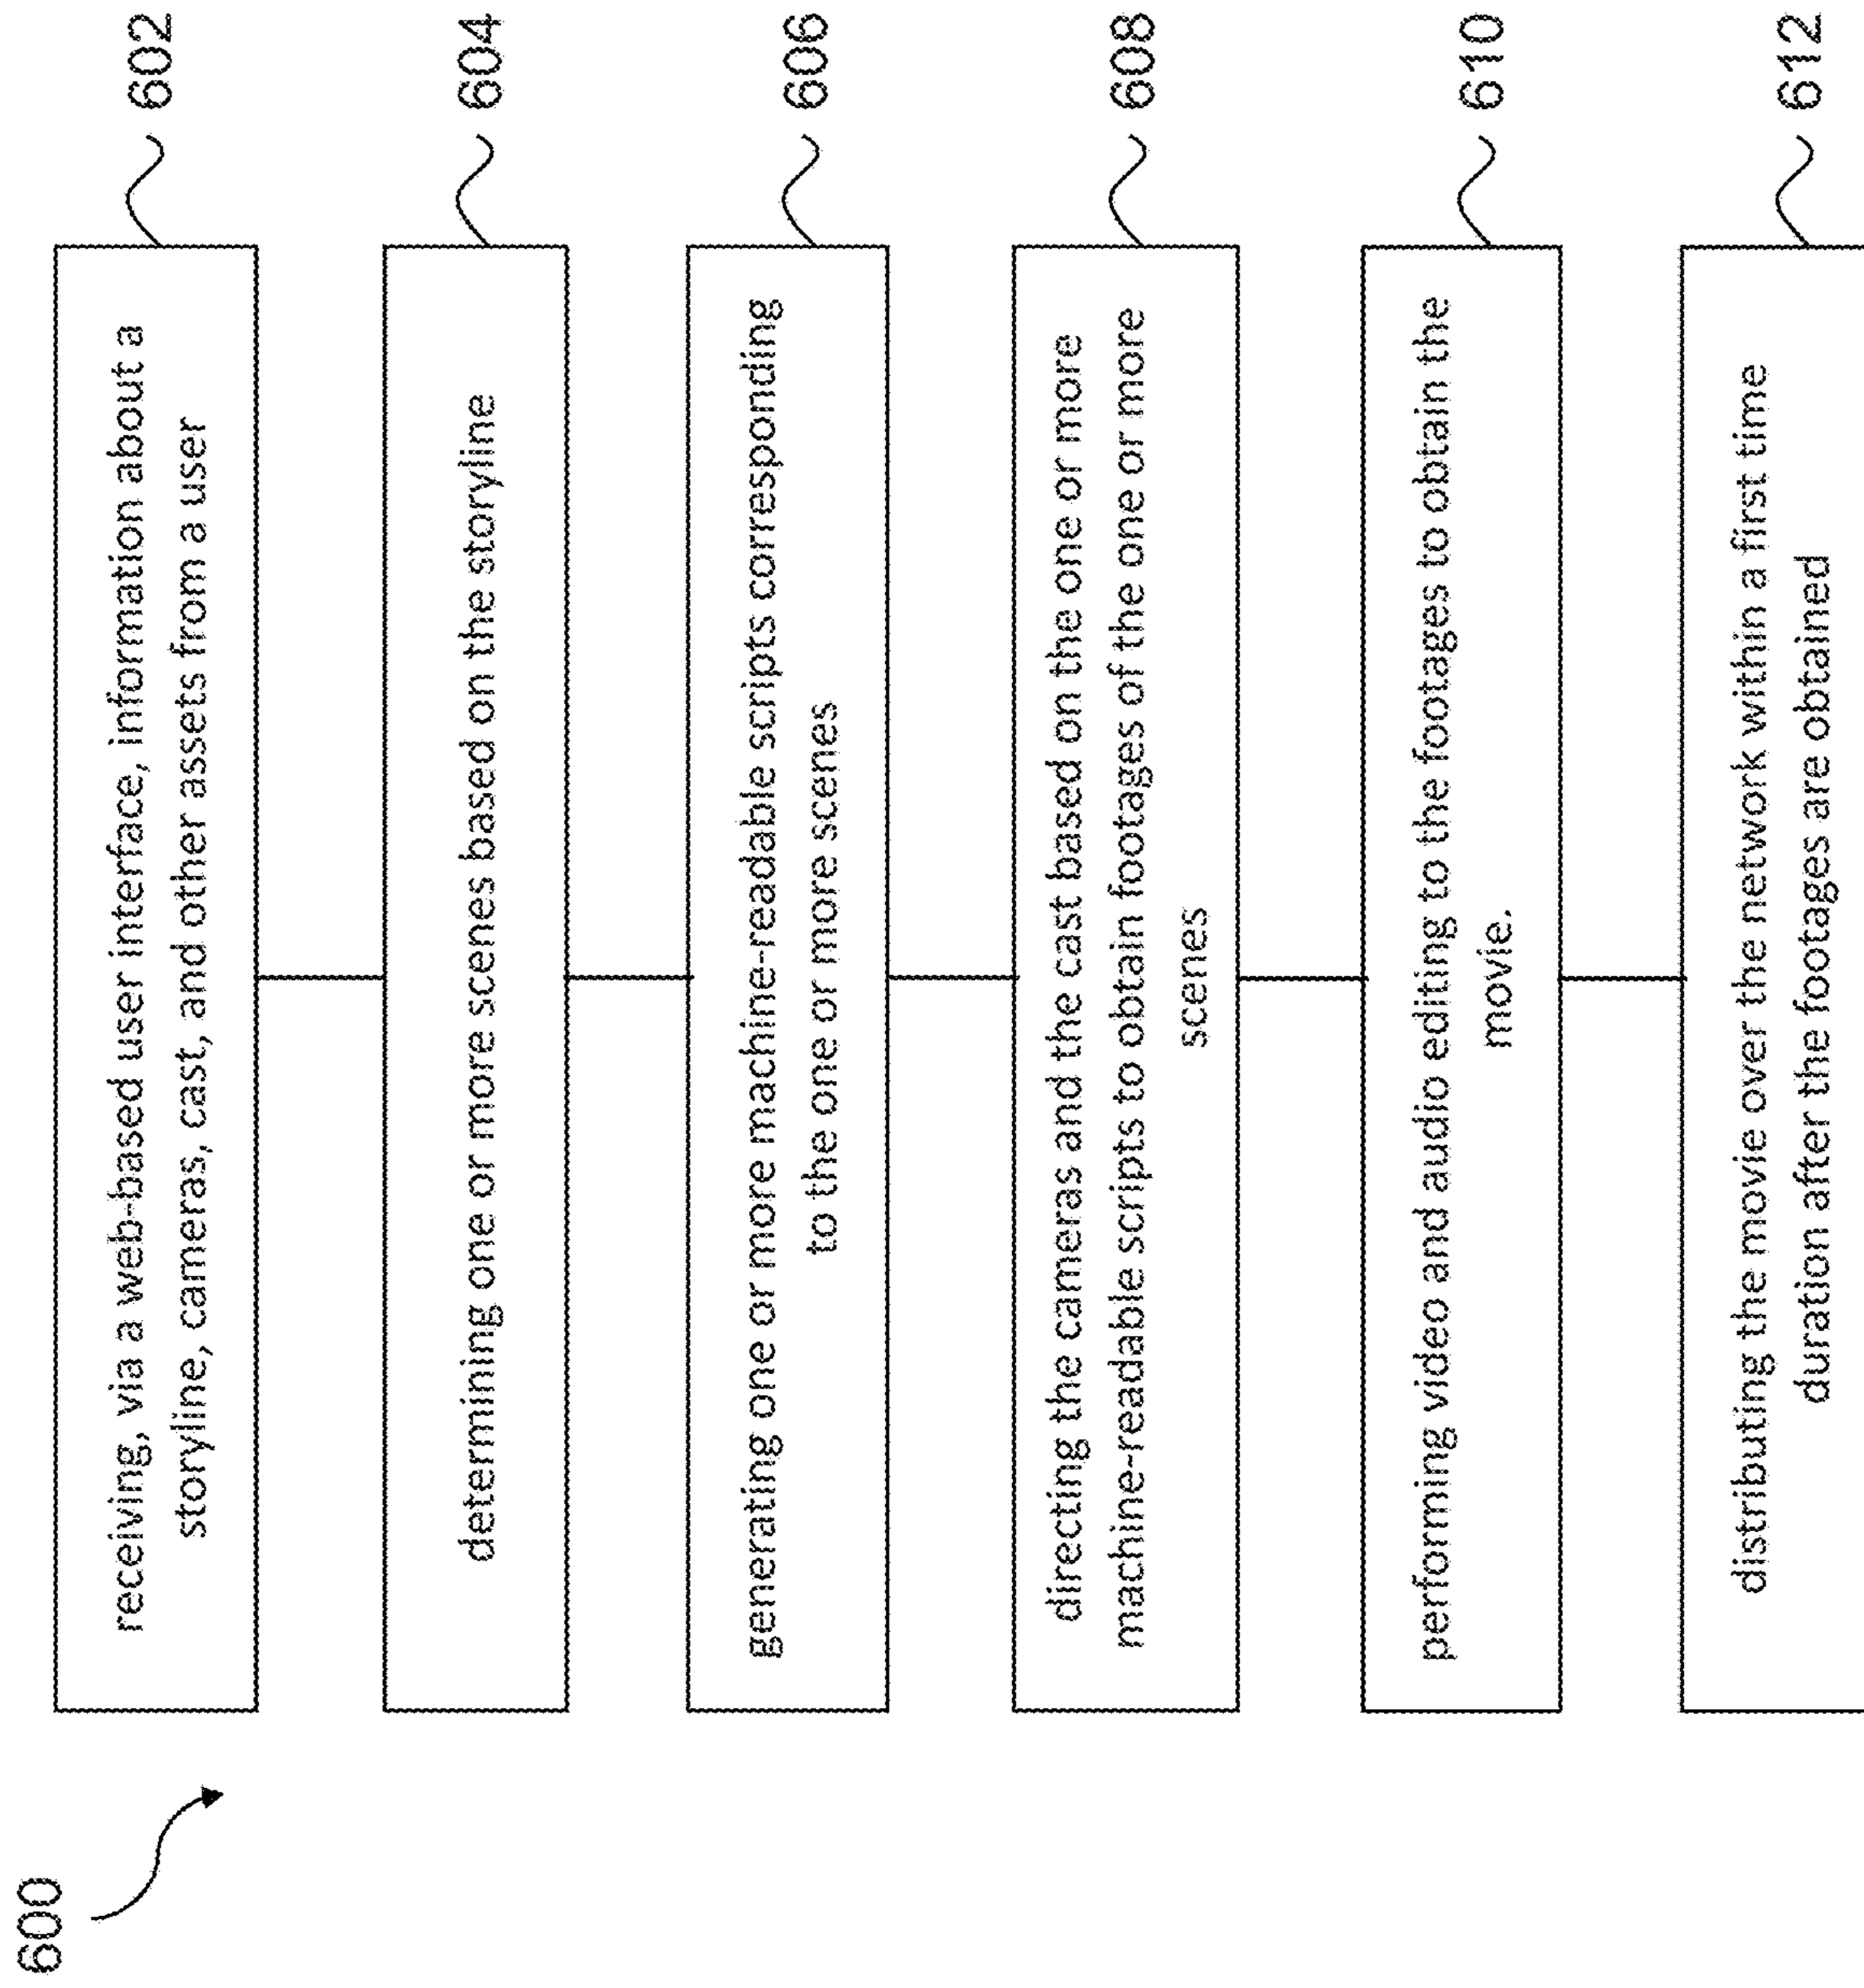 600
receiving, via a web-based user interface, information about a
storyline, cameras, cast, and other assets from a user
602
determining one or more scenes based on the storyline
604
generating one or more machine-readable scripts corresponding
to the one or more scenes
606
directing the cameras and the cast based on the one or more
machine-readable scripts to obtain footages of the one or more
scenes
608
performing video and audio editing to the footages to obtain the
movie.
610
distributing the movie over the network within a first time
duration after the footages are obtained
612